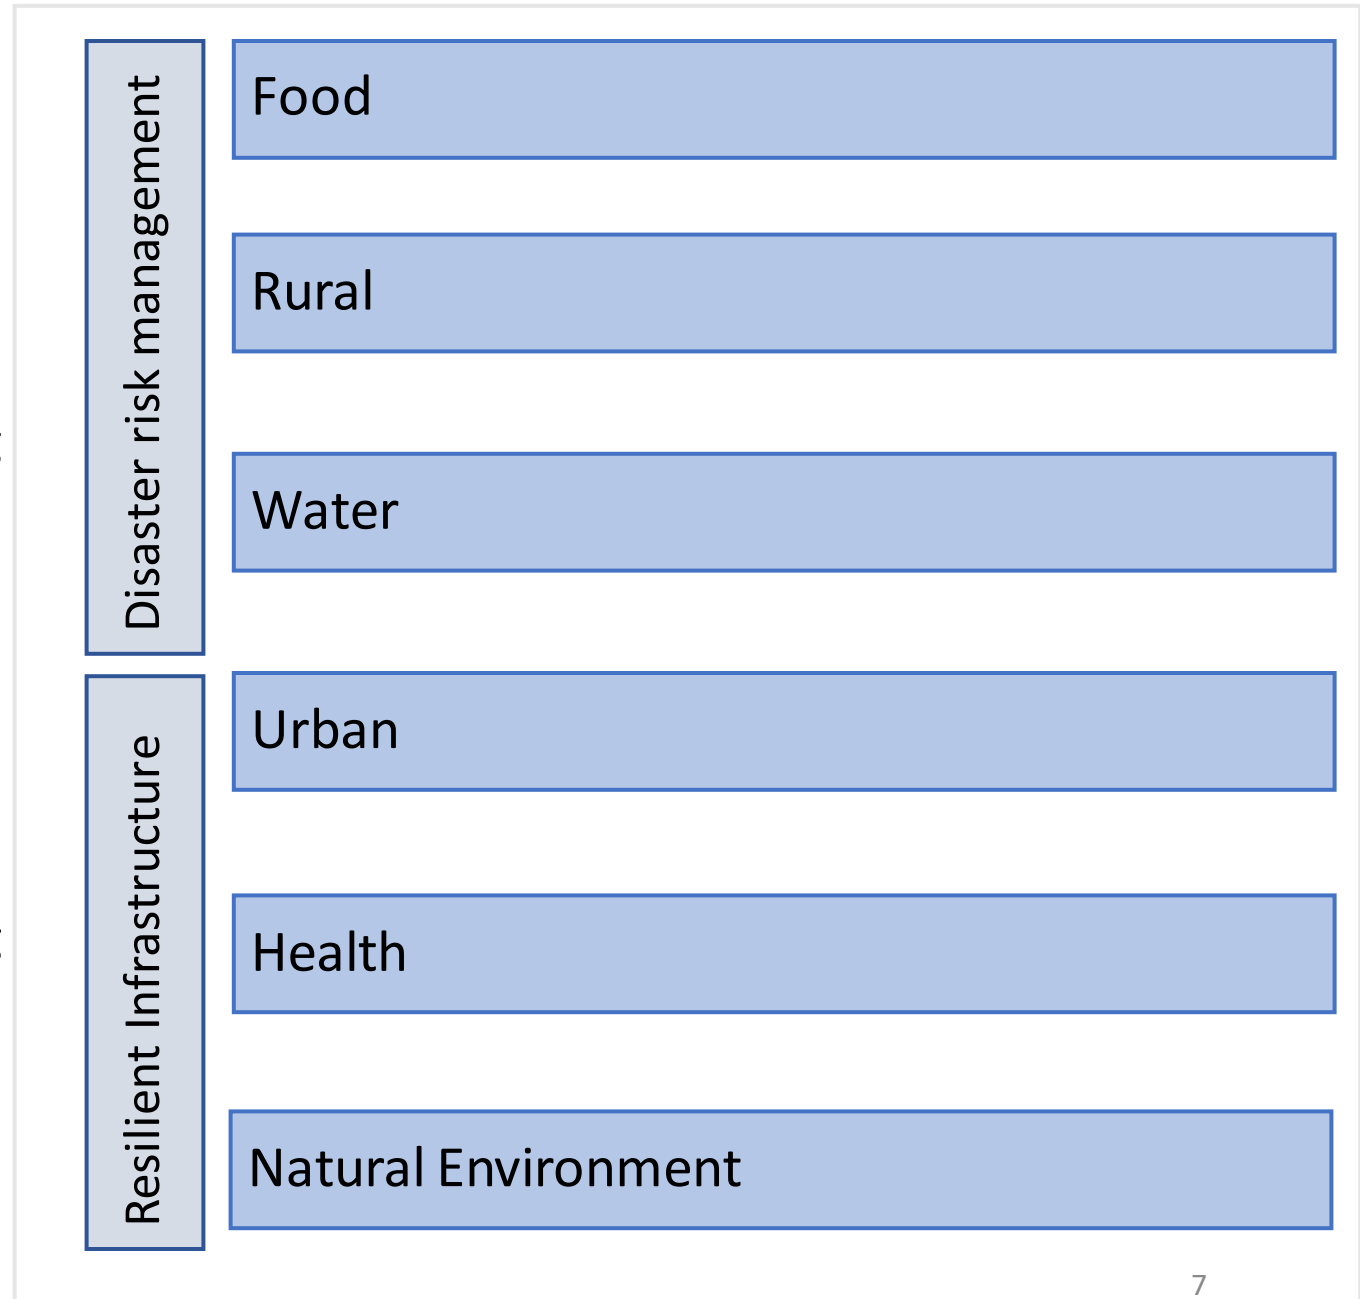 Disaster risk management
Food
Rural
Water
Resilient Infrastructure
Urban
Health
Natural Environment
7